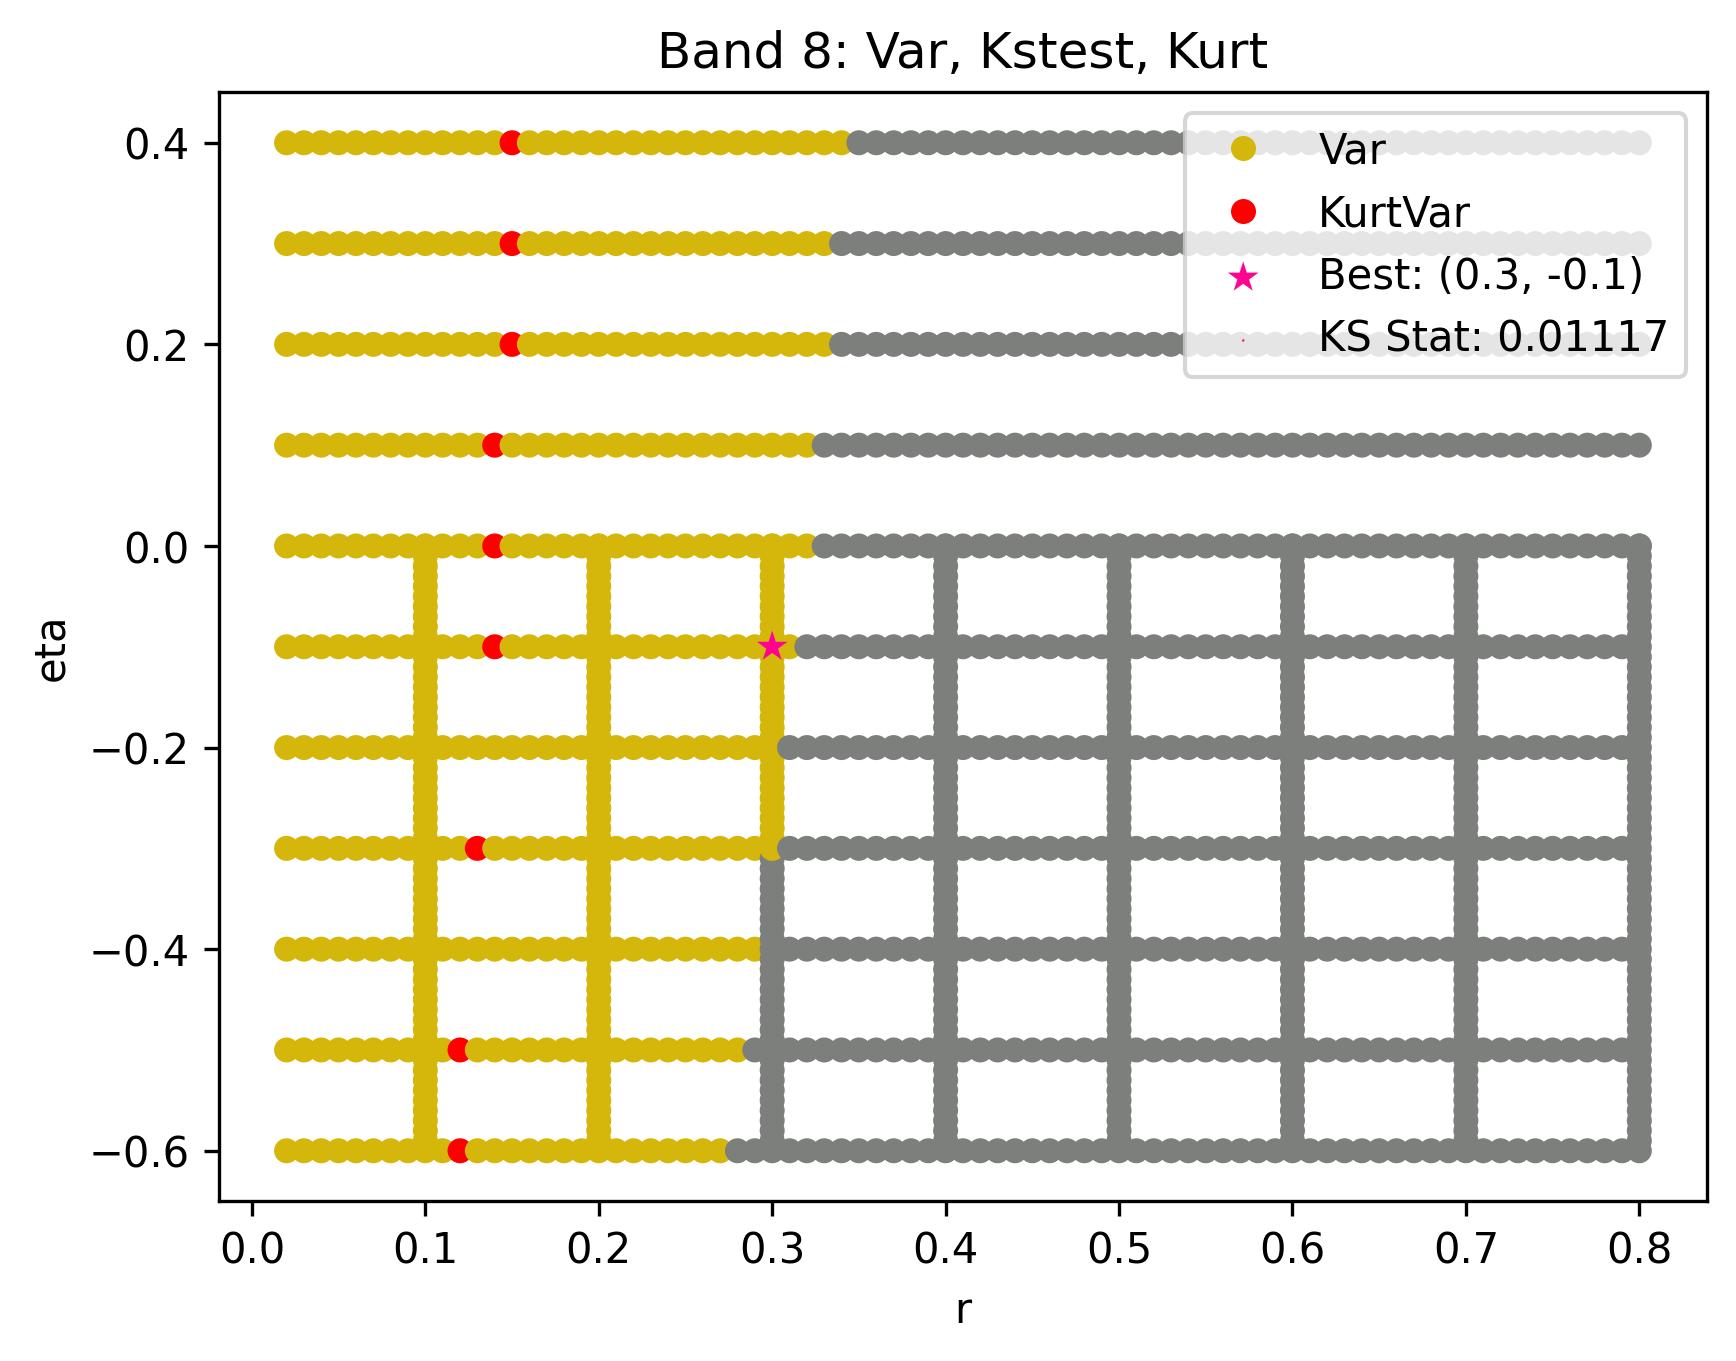 Band 8: Var, Kstest, Kurt
Var
KurtVar
Best: (0.3, -0.1)
KS Stat: 0.01117
0.4
0.2
0.0
−0.2
−0.4
−0.6
eta
0.0 0.1 0.2 0.3 0.4 0.5 0.6 0.7 0.8
r